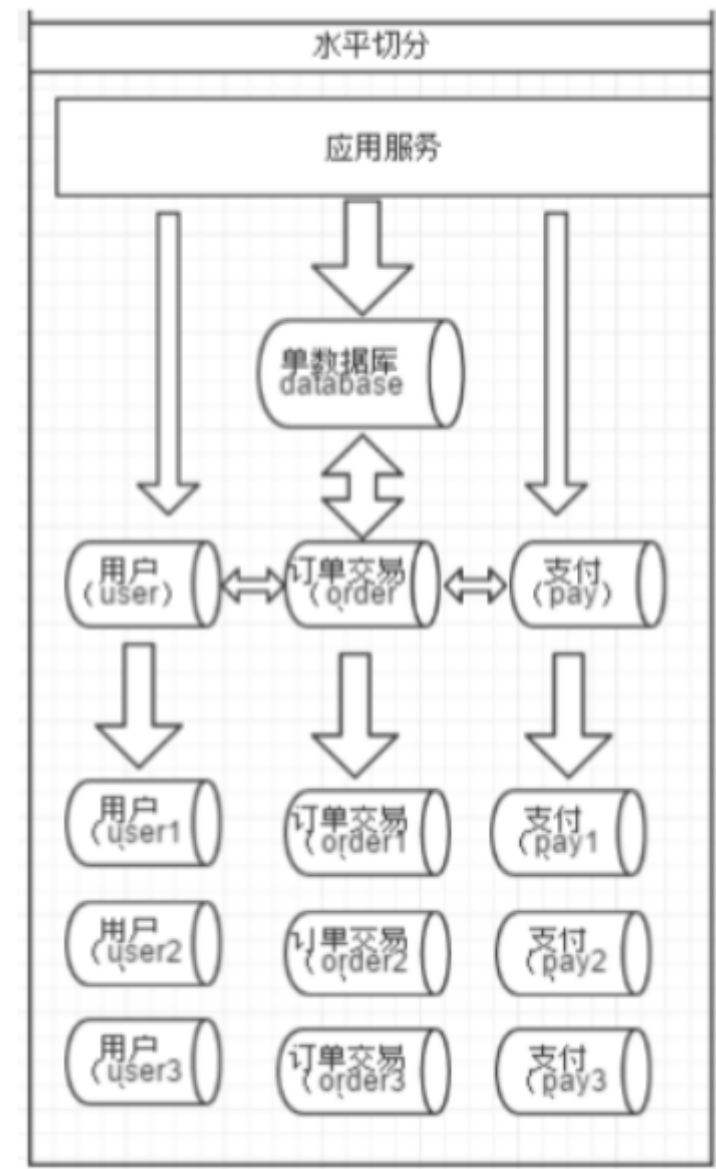 水平切分
应用服务
单数据库
database
用户
(user)
订单交易
(order
支付
(pay)
用户
(user1
订单交易
(order1
支付
(pay1
用户
(user2
订单交易
(order2
支付
(pay2
用户
(user3
订单交易
(order3
支付
(pay3